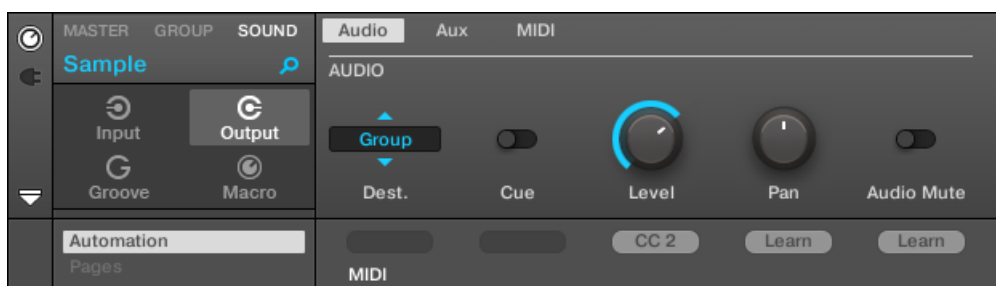 MASTER GROUP SOUND
Sample
Input Output
Groove Macro
Automation
Pages
Audio Aux MIDI
AUDIO
Group
Dest. Cue Level Pan Audio Mute
CC 2 Learn Learn
MIDI